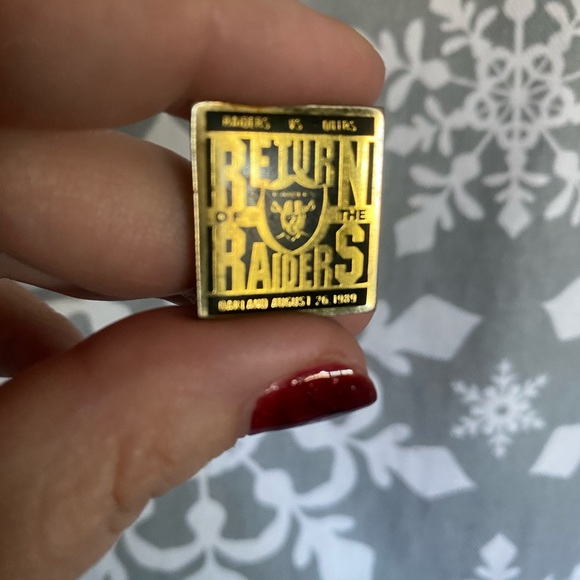 RAIDERS VS OILERS
RETURN
OF THE
RAIDERS
OAKLAND AUGUST 26, 1989